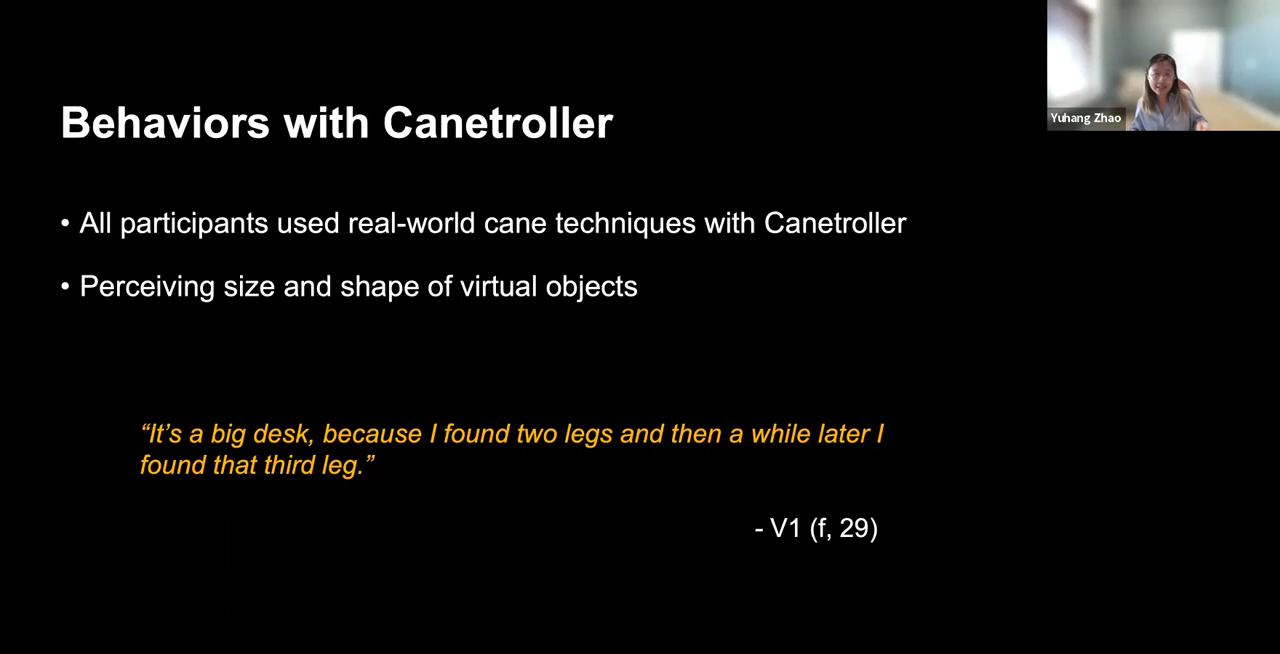 Behaviors with Canetroller
• All participants used real-world cane techniques with Canetroller
• Perceiving size and shape of virtual objects
“It’s a big desk, because I found two legs and then a while later I
found that third leg.”
- V1 (f, 29)
Yuhang Zhao